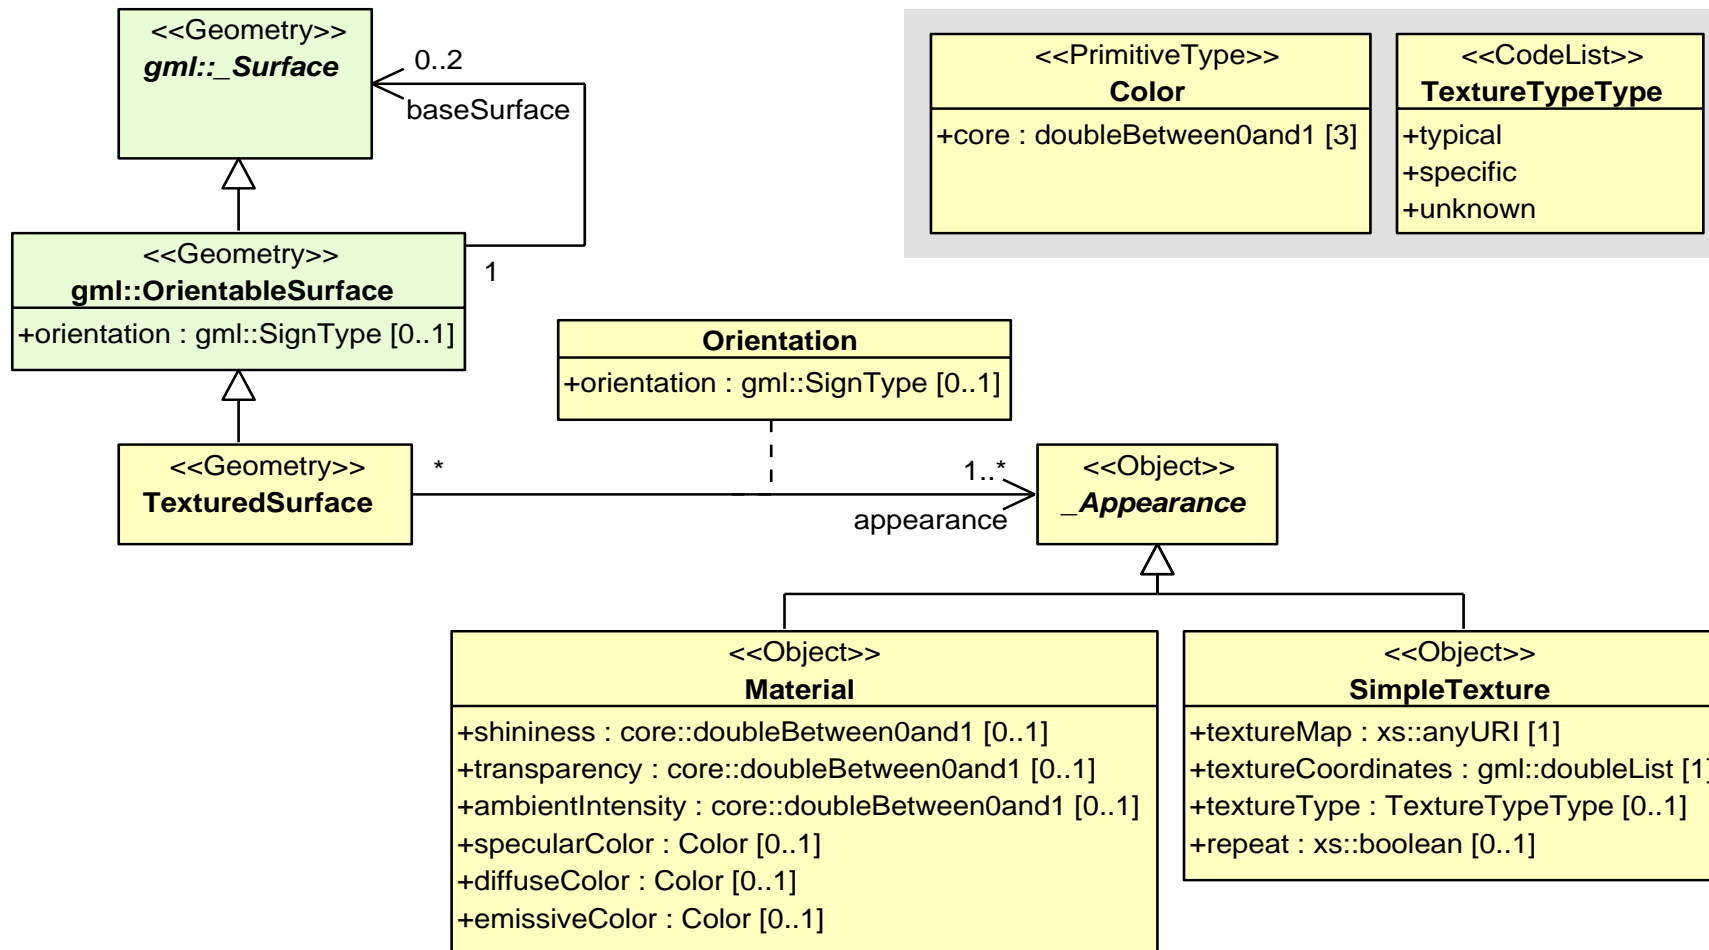 <<Geometry>>
gml::_Surface
0..2
baseSurface
<<PrimitiveType>>
Color
+core : doubleBetween0and1 [3]
<<CodeList>>
TextureTypeType
+typical
+specific
+unknown
<<Geometry>>
gml::OrientableSurface
+orientation : gml::SignType [0..1]
1
Orientation
+orientation : gml::SignType [0..1]
<<Geometry>>
TexturedSurface
*
1..*
appearance
<<Object>>
_Appearance
<<Object>>
Material
+shininess : core::doubleBetween0and1 [0..1]
+transparency : core::doubleBetween0and1 [0..1]
+ambientIntensity : core::doubleBetween0and1 [0..1]
+specularColor : Color [0..1]
+diffuseColor : Color [0..1]
+emissiveColor : Color [0..1]
<<Object>>
SimpleTexture
+textureMap : xs::anyURI [1]
+textureCoordinates : gml::doubleList [1]
+textureType : TextureTypeType [0..1]
+repeat : xs::boolean [0..1]